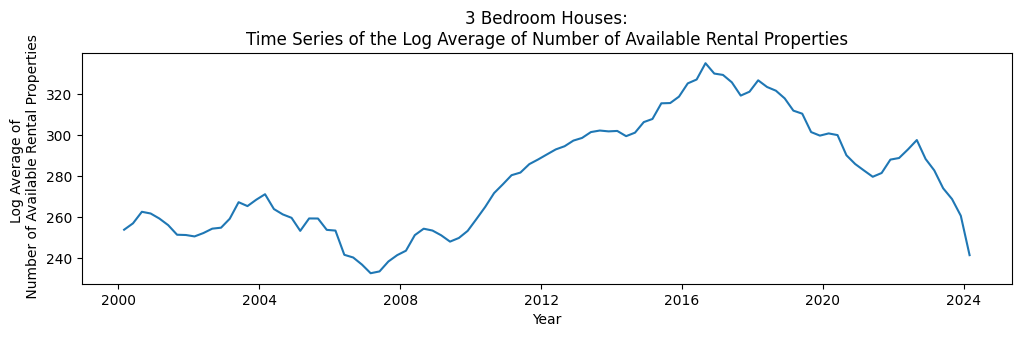 3 Bedroom Houses:
Time Series of the Log Average of Number of Available Rental Properties
Log Average of
Number of Available Rental Properties
320
300
280
260
240
2000
2004
2008
2012
2016
2020
2024
Year